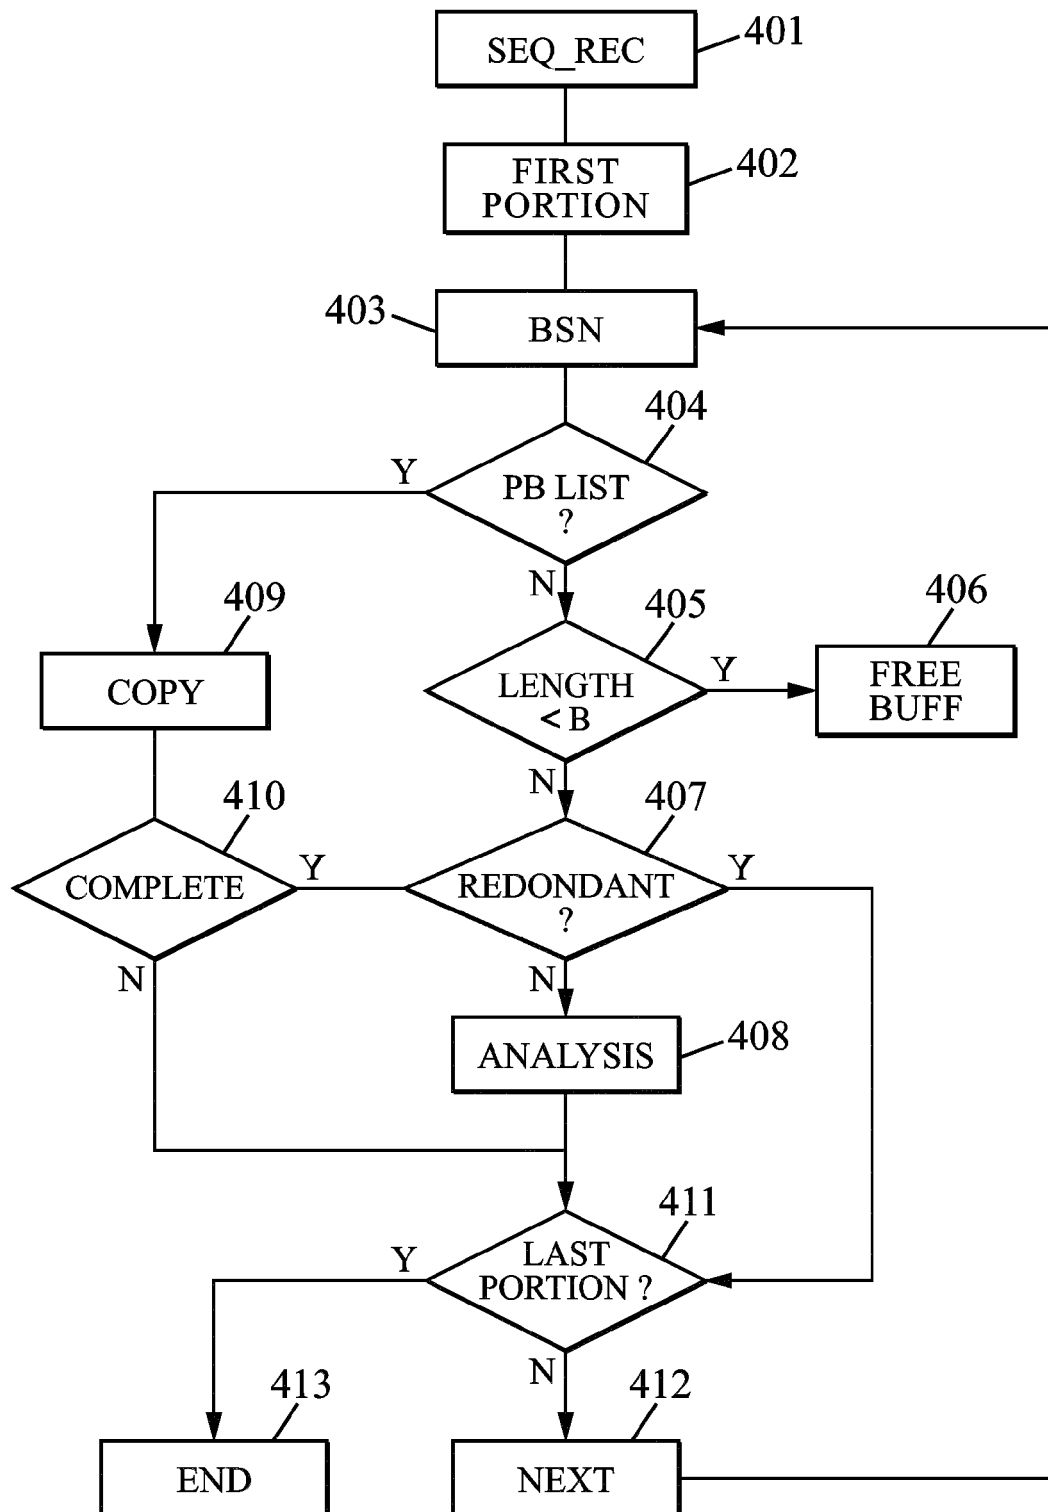 SEQ_REC
401
FIRST
PORTION
402
403
BSN
404
Y
PB LIST
?
N
409
405
406
COPY
LENGTH
< B
Y
FREE
BUFF
N
410
407
COMPLETE
Y
REDONDANT
?
Y
N
N
ANALYSIS
408
411
Y
LAST
PORTION ?
N
413
412
END
NEXT